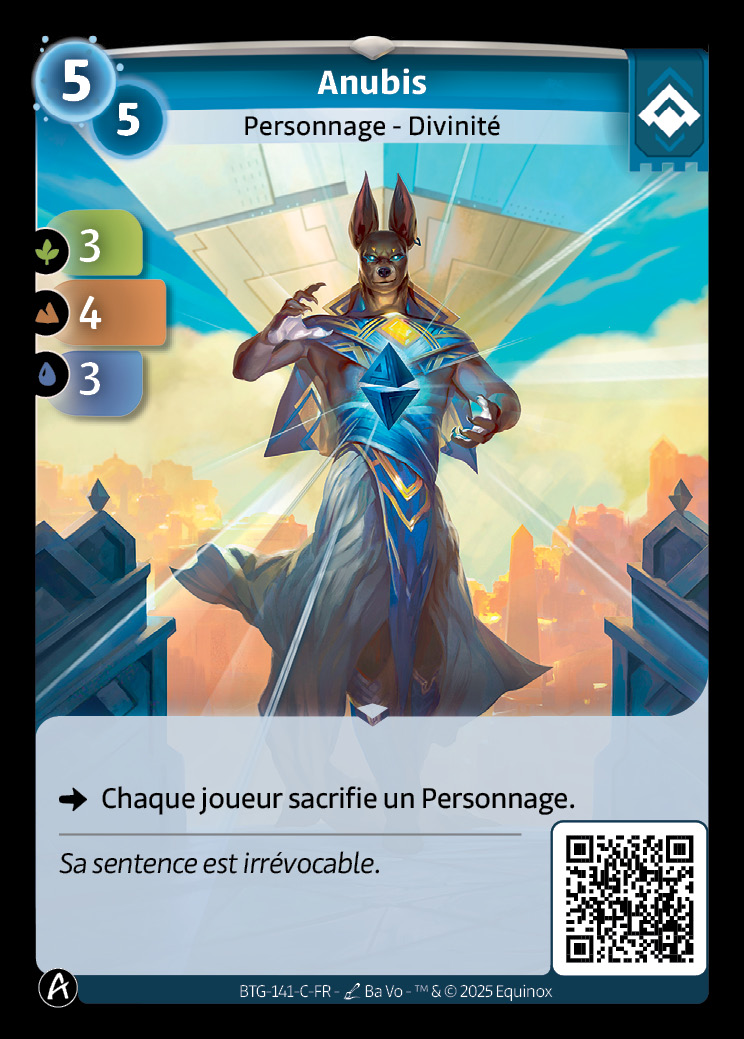 5
5
Anubis
Personnage - Divinité
3
4
3
Chaque joueur sacrifie un Personnage.
Sa sentence est irrévocable.
BTG-141-C-FR - Ba Vo - ™ & © 2025 Equinox